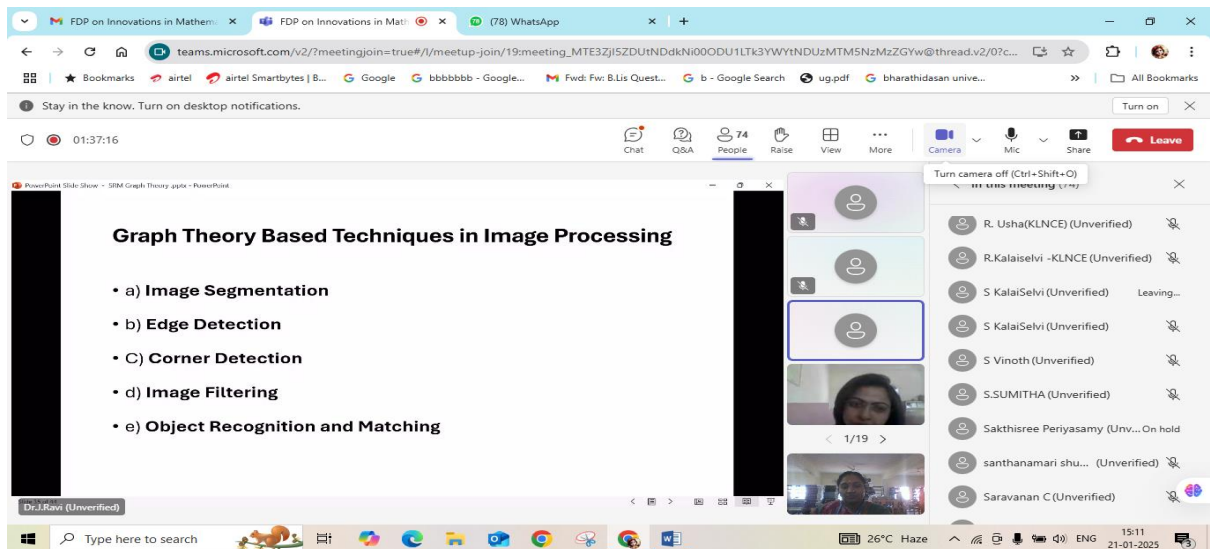 FDP on Innovations in Mathem
FDP on Innovations in Math
(78) WhatsApp
teams.microsoft.com/v2/?meetingjoin=true#/l/meetup-join/19:meeting_MTE3ZjI5ZDUtNDdkNi00ODU1LTk3YWYtNDUzMTM5NzMzZGYw@thread.v2/0?c...
Bookmarks airtel airtel Smartbytes | B... Google bbbbbbb - Google... Fwd: Fw: B.Lis Quest... b - Google Search ug.pdf bharathidasan unive... » All Bookmarks
Stay in the know. Turn on desktop notifications. Turn on
01:37:16
74
Chat Q&A People Raise View More Camera Mic Share Leave
Turn camera off (Ctrl+Shift+O)
PowerPoint Slide Show - SRM Graph Theory .pptx - PowerPoint
In this meeting (74)
Graph Theory Based Techniques in Image Processing
• a) Image Segmentation
• b) Edge Detection
• C) Corner Detection
• d) Image Filtering
• e) Object Recognition and Matching
Dr.J.Ravi (Unverified)
1/19
R. Usha(KLNCE) (Unverified)
R.Kalaiselvi -KLNCE (Unverified)
S KalaiSelvi (Unverified) Leaving...
S KalaiSelvi (Unverified)
S Vinoth (Unverified)
S.SUMITHA (Unverified)
Sakthisree Periyasamy (Unv... On hold
santhanamari shu... (Unverified)
Saravanan C (Unverified)
Type here to search
26°C Haze
ENG
15:11
21-01-2025
3